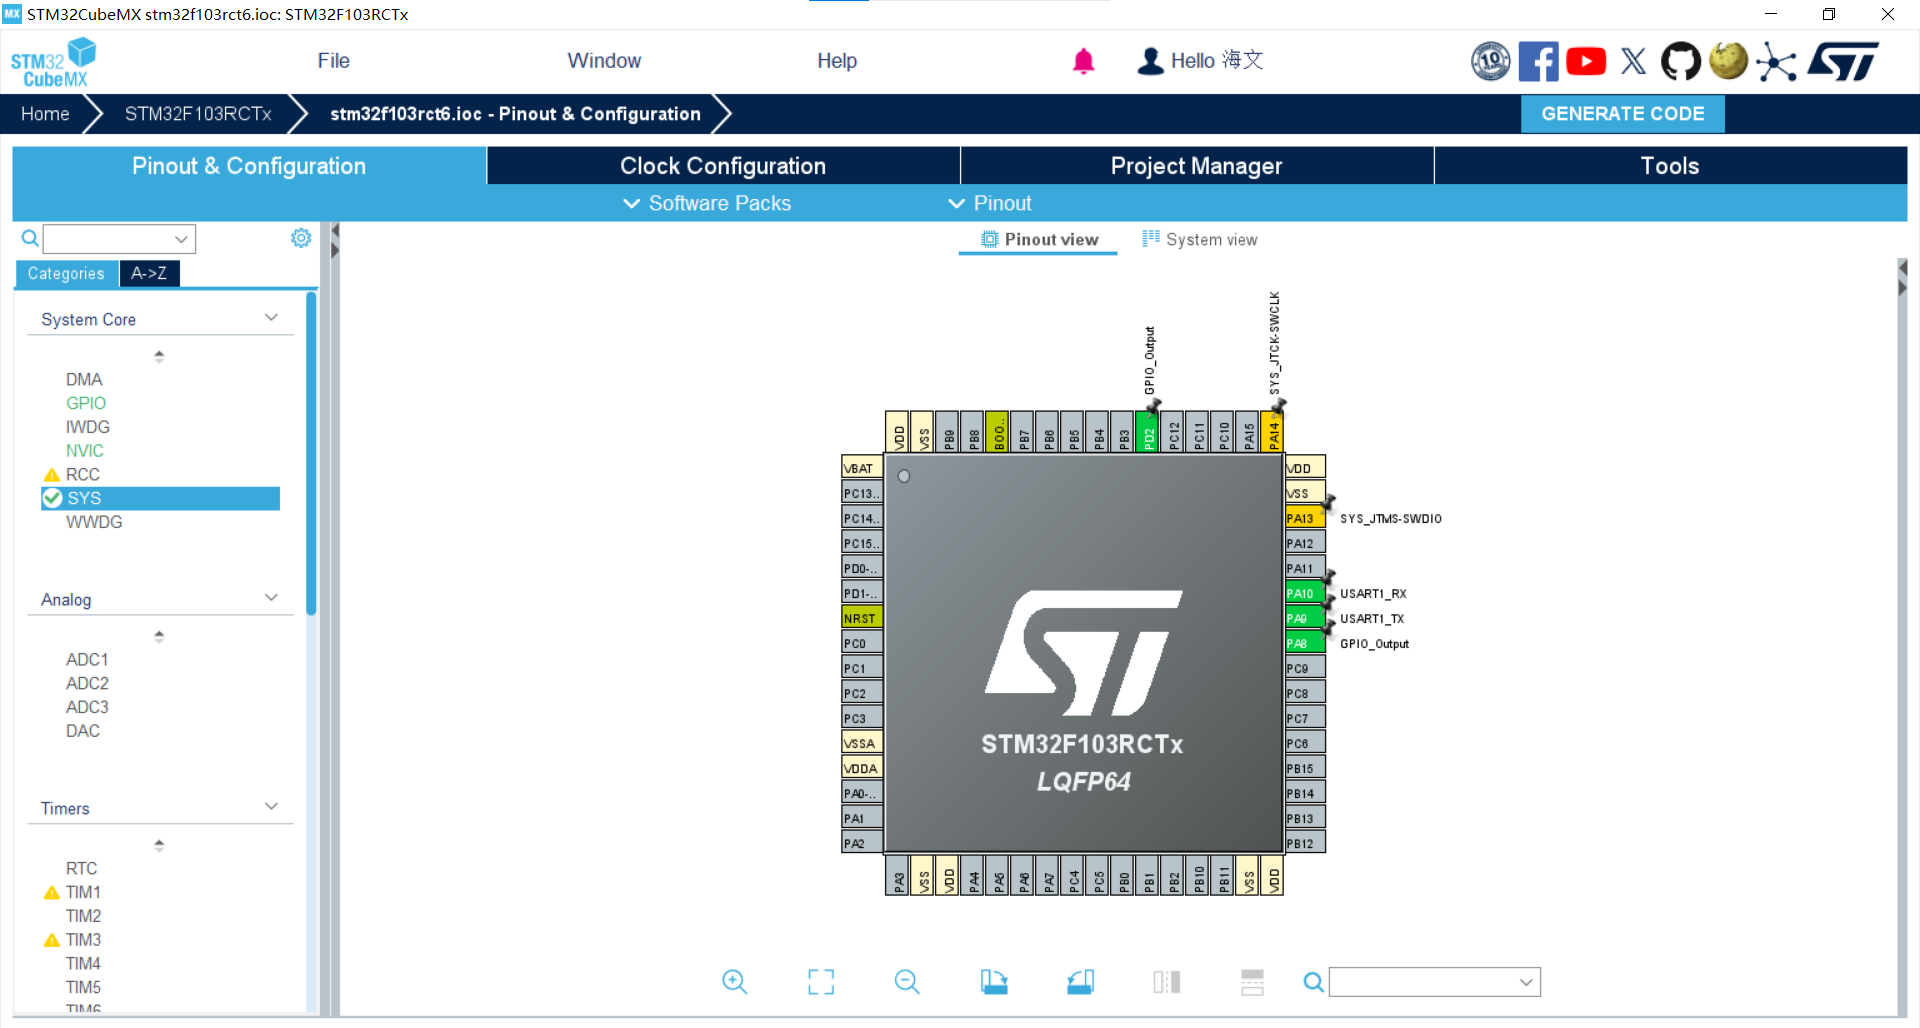 STM32CubeMX stm32f103rct6.ioc: STM32F103RCTx
STM32
CubeMX
File
Window
Help
Hello 海文
10
Home
STM32F103RCTx
stm32f103rct6.ioc - Pinout & Configuration
GENERATE CODE
Pinout & Configuration
Clock Configuration
Project Manager
Tools
Software Packs
Pinout
Pinout view
System view
Categories
A->Z
System Core
DMA
GPIO
IWDG
NVIC
RCC
SYS
WWDG
Analog
ADC1
ADC2
ADC3
DAC
Timers
RTC
TIM1
TIM2
TIM3
TIM4
TIM5
TIM6
GPIO_Output
SYS_JTCK-SWCLK
VDD
VSS
PB9
PB8
BOO..
PB7
PB6
PB5
PB4
PB3
PD2
PC12
PC11
PC10
PA15
PA14
VBAT
PC13..
PC14..
PC15..
PD0-..
PD1-..
NRST
PC0
PC1
PC2
PC3
VSSA
VDDA
PA0-..
PA1
PA2
VDD
VSS
PA13 SYS_JTMS-SWDIO
PA12
PA11
PA10 USART1_RX
PA9 USART1_TX
PA8 GPIO_Output
PC9
PC8
PC7
PC6
PB15
PB14
PB13
PB12
ST
STM32F103RCTx
LQFP64
PA3
VSS
VDD
PA4
PA5
PA6
PA7
PC4
PC5
PB0
PB1
PB2
PB10
PB11
VSS
VDD